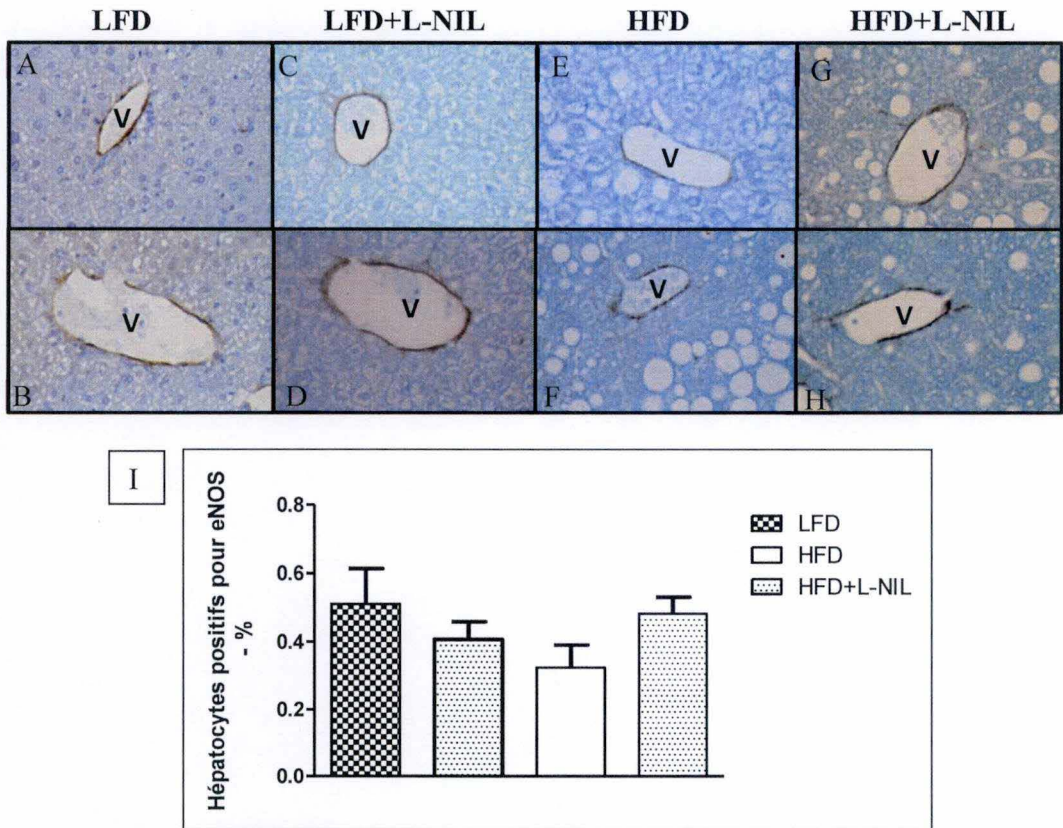 LFD LFD+L-NIL HFD HFD+L-NIL
A C E G
V V V V
V V V V
B D F H
I
Hépatocytes positifs pour eNOS
- %
0.8
0.6
0.4
0.2
0.0
LFD
HFD
HFD+L-NIL